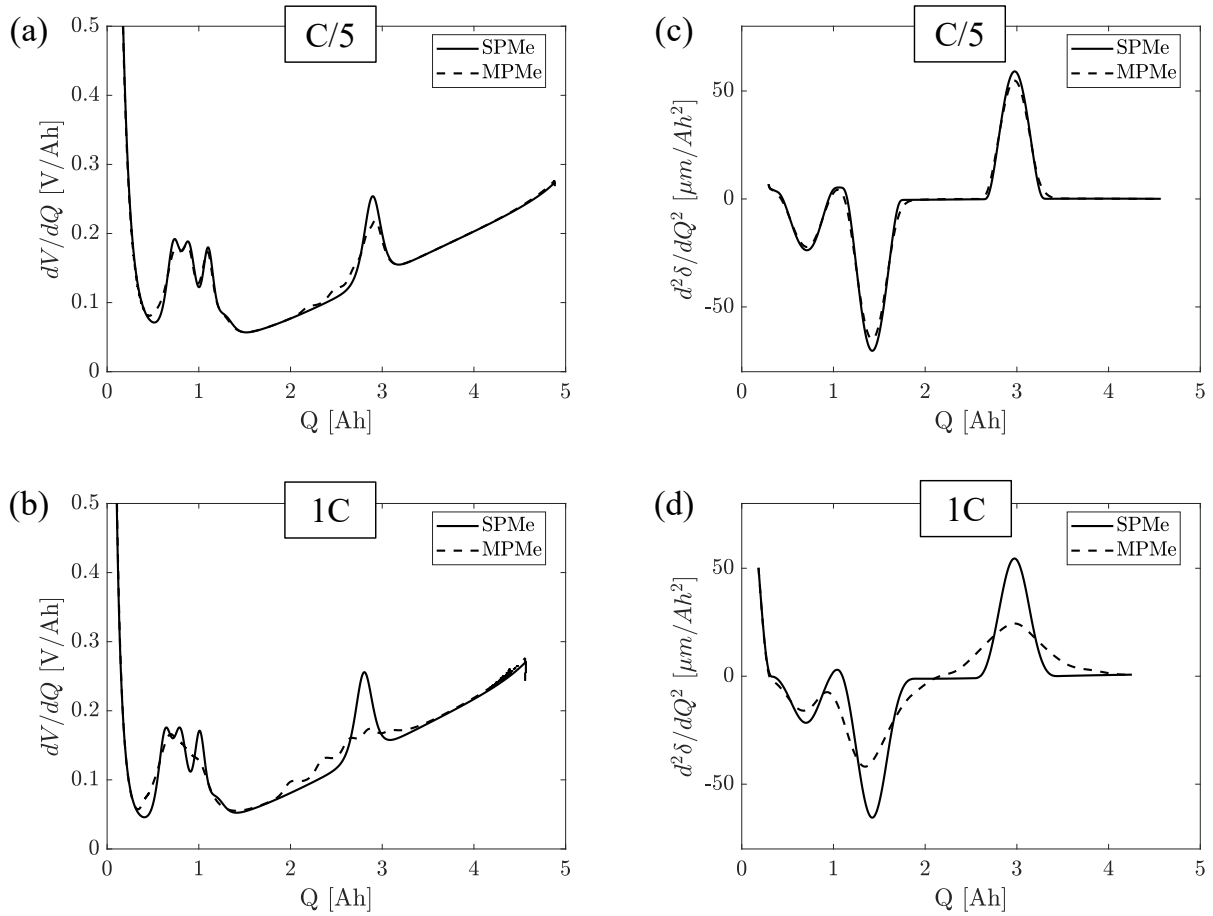 (a)
C/5
SPMe
MPMe
0.5
0.4
0.3
0.2
0.1
0
dV/dQ [V/Ah]
0 1 2 3 4 5
Q [Ah]
(c)
C/5
SPMe
MPMe
50
0
-50
d²δ/dQ² [μm/Ah²]
0 1 2 3 4 5
Q [Ah]
(b)
1C
SPMe
MPMe
0.5
0.4
0.3
0.2
0.1
0
dV/dQ [V/Ah]
0 1 2 3 4 5
Q [Ah]
(d)
1C
SPMe
MPMe
50
0
-50
d²δ/dQ² [μm/Ah²]
0 1 2 3 4 5
Q [Ah]